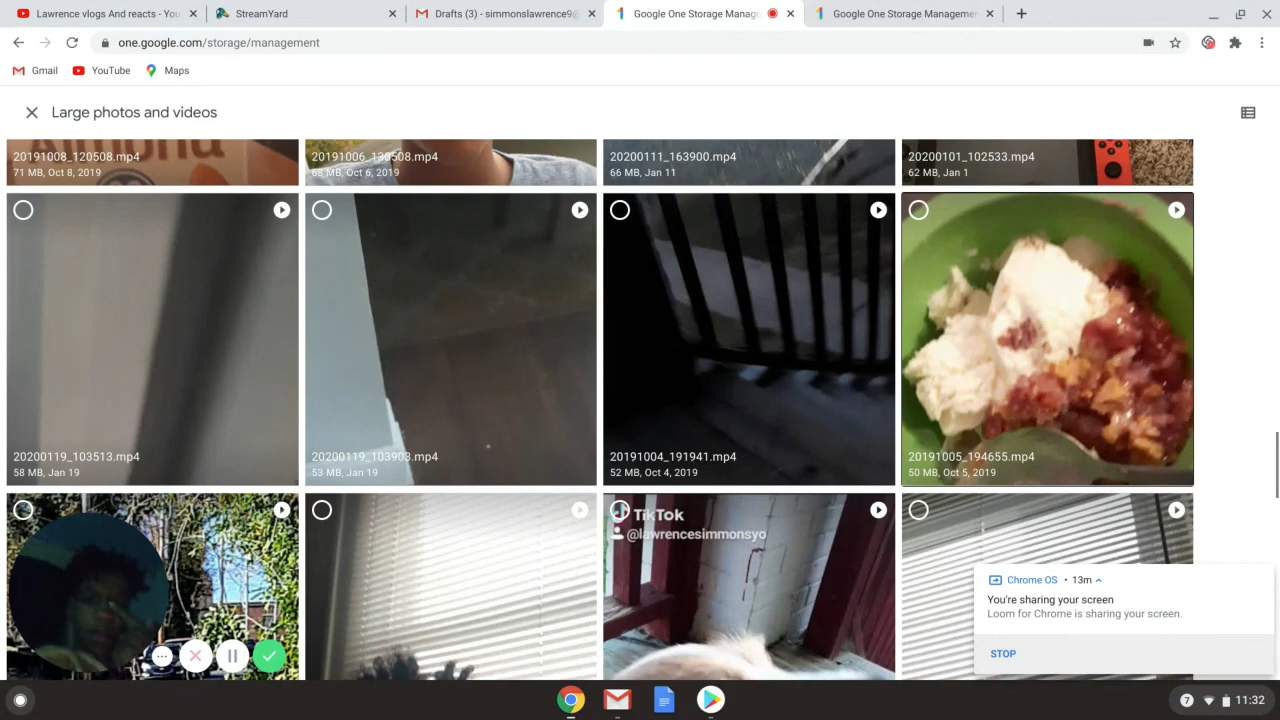 Lawrence vlogs And reacts - You
StreamYard
Drafts (3) - simmonslawrence9@
Google One Storage Manage
Google One Storage Managemen
one.google.com/storage/management
Gmail
YouTube
Maps
Large photos and videos
20191008_120508.mp4
71 MB, Oct 8, 2019
20191006_130508.mp4
68 MB, Oct 6, 2019
20200111_163900.mp4
66 MB, Jan 11
20200101_102533.mp4
62 MB, Jan 1
20200119_103513.mp4
58 MB, Jan 19
20200119_103903.mp4
53 MB, Jan 19
20191004_191941.mp4
52 MB, Oct 4, 2019
20191005_194655.mp4
50 MB, Oct 5, 2019
TikTok
@lawrencesimmonsyo
Chrome OS • 13m
You're sharing your screen
Loom for Chrome is sharing your screen.
STOP
7
11:32